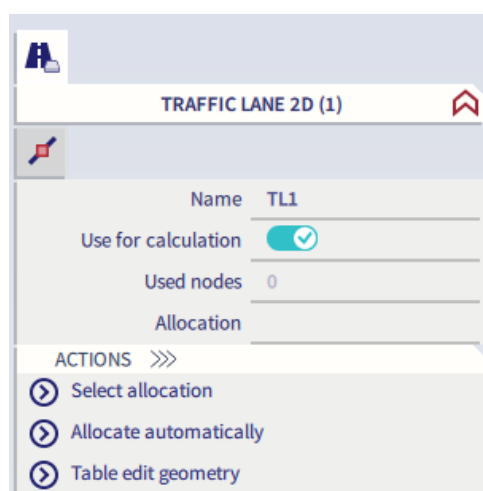 TRAFFIC LANE 2D (1)
Name TL1
Use for calculation
Used nodes 0
Allocation
ACTIONS >>>
Select allocation
Allocate automatically
Table edit geometry